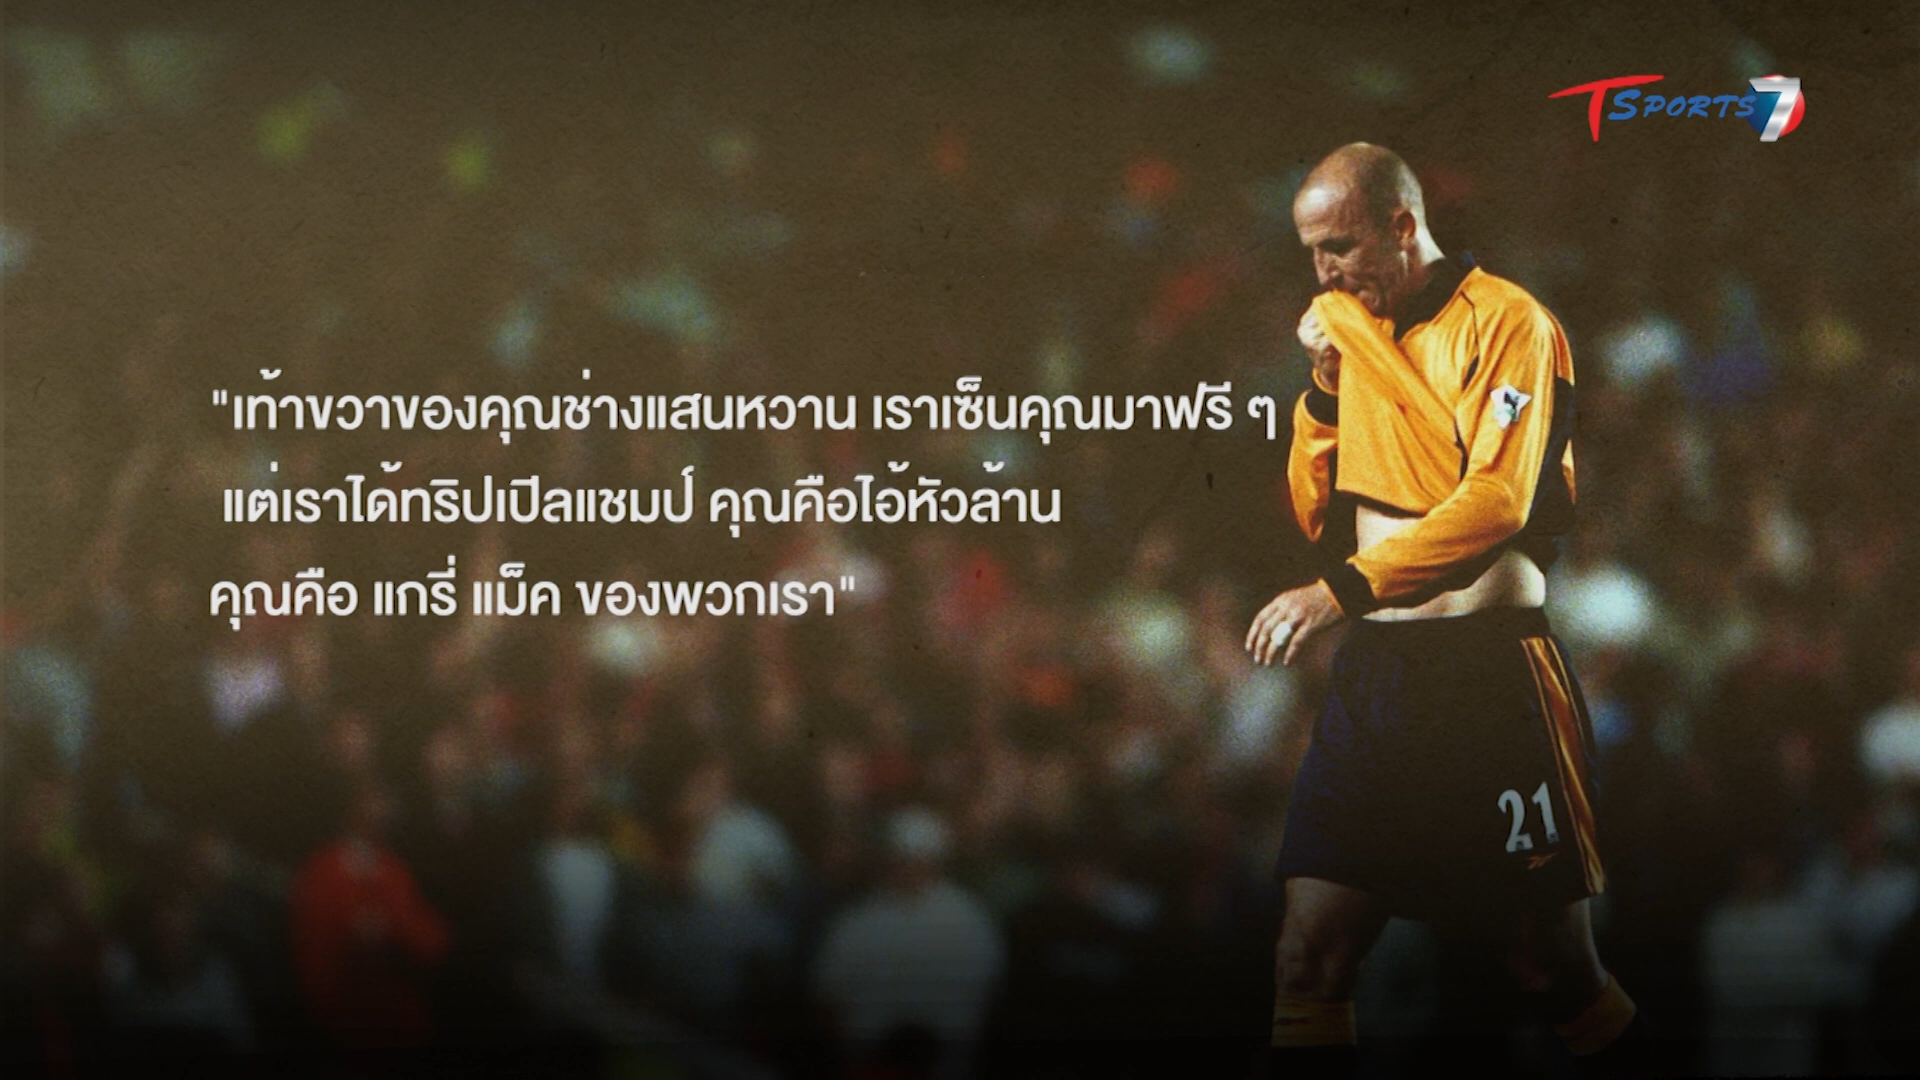 TSPORTS7
"เท้าขวาของคุณช่างแสนหวาน เราเซ็นคุณมาฟรี ๆ
แต่เราได้ทริปเปิลแชมป์ คุณคือไอ้หัวล้าน
คุณคือ แกรี่ แม็ค ของพวกเรา"
21